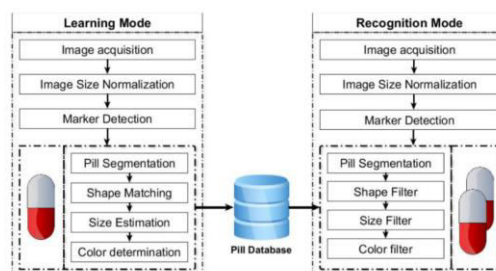 Learning Mode
Image acquisition
Image Size Normalization
Marker Detection
Pill Segmentation
Shape Matching
Size Estimation
Color determination
Pill Database
Recognition Mode
Image acquisition
Image Size Normalization
Marker Detection
Pill Segmentation
Shape Filter
Size Filter
Color filter